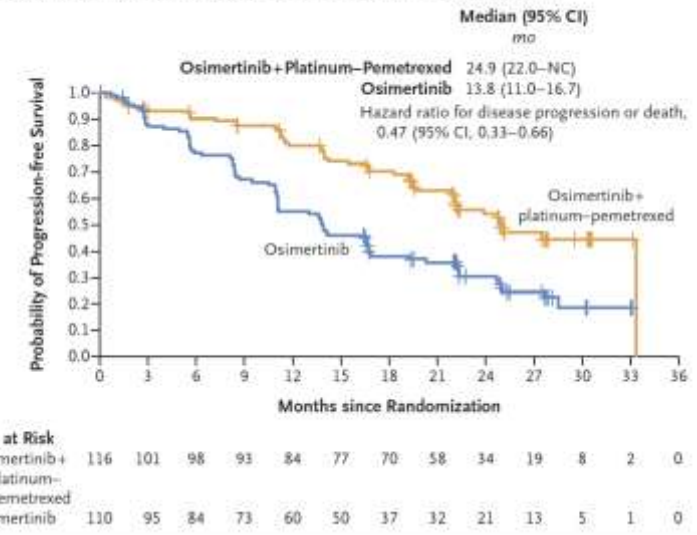 Median (95% CI)
mo
Osimertinib+Platinum–Pemetrexed 24.9 (22.0–NC)
Osimertinib 13.8 (11.0–16.7)
Hazard ratio for disease progression or death,
0.47 (95% CI, 0.33–0.66)
Probability of Progression-free Survival
1.0
0.9
0.8
0.7
0.6
0.5
0.4
0.3
0.2
0.1
0.0
Osimertinib+
platinum–pemetrexed
Osimertinib
0 3 6 9 12 15 18 21 24 27 30 33 36
Months since Randomization
at Risk
mertinib+ 116 101 98 93 84 77 70 58 34 19 8 2 0
latinum–
emetrexed
mertinib 110 95 84 73 60 50 37 32 21 13 5 1 0